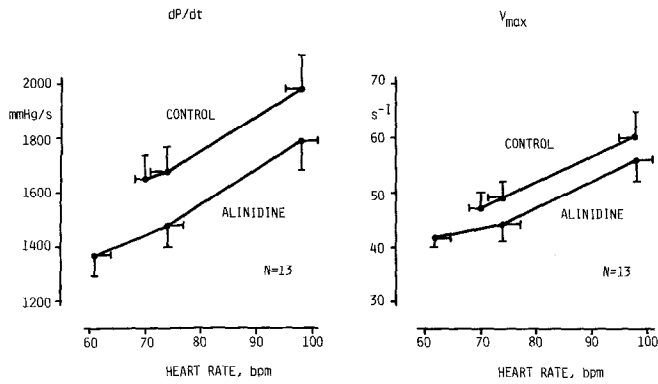 dP/dt
2000
mmHg/s
1800
1600
1400
1200
CONTROL
ALINIDINE
N=13
60 70 80 90 100
HEART RATE, bpm
Vmax
70
s-1
60
50
40
30
CONTROL
ALINIDINE
N=13
60 70 80 90 100
HEART RATE, bpm